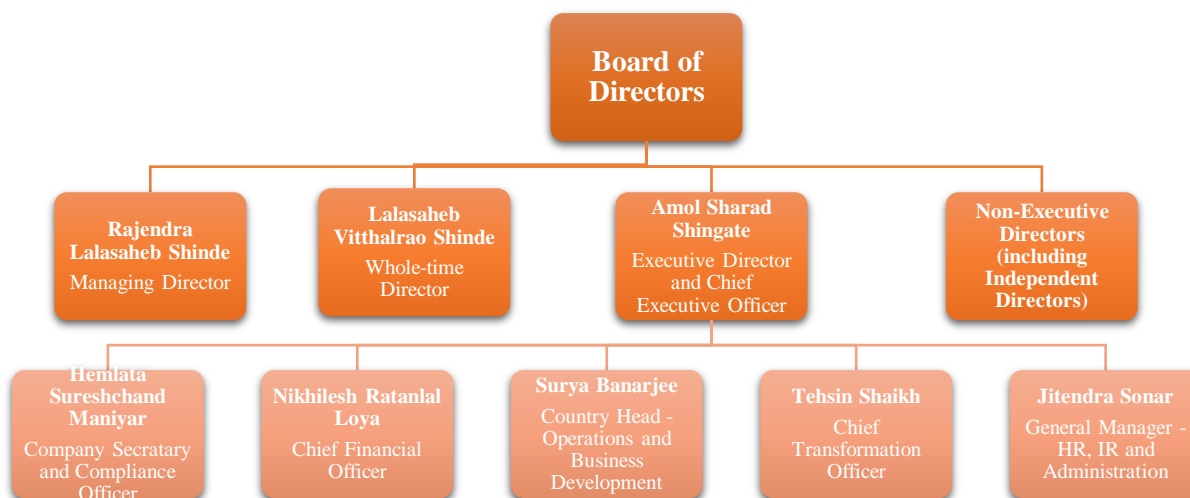 Board of
Directors
Rajendra
Lalasaheb Shinde
Managing Director
Lalasaheb
Vitthalrao Shinde
Whole-time
Director
Amol Sharad
Shingate
Executive Director
and Chief
Executive Officer
Non-Executive
Directors
(including
Independent
Directors)
Hemlata
Sureshchand
Maniyar
Company Secratary
and Compliance
Officer
Nikhilesh Ratanlal
Loya
Chief Financial
Officer
Surya Banarjee
Country Head -
Operations and
Business
Development
Tehsin Shaikh
Chief
Transformation
Officer
Jitendra Sonar
General Manager -
HR, IR and
Administration